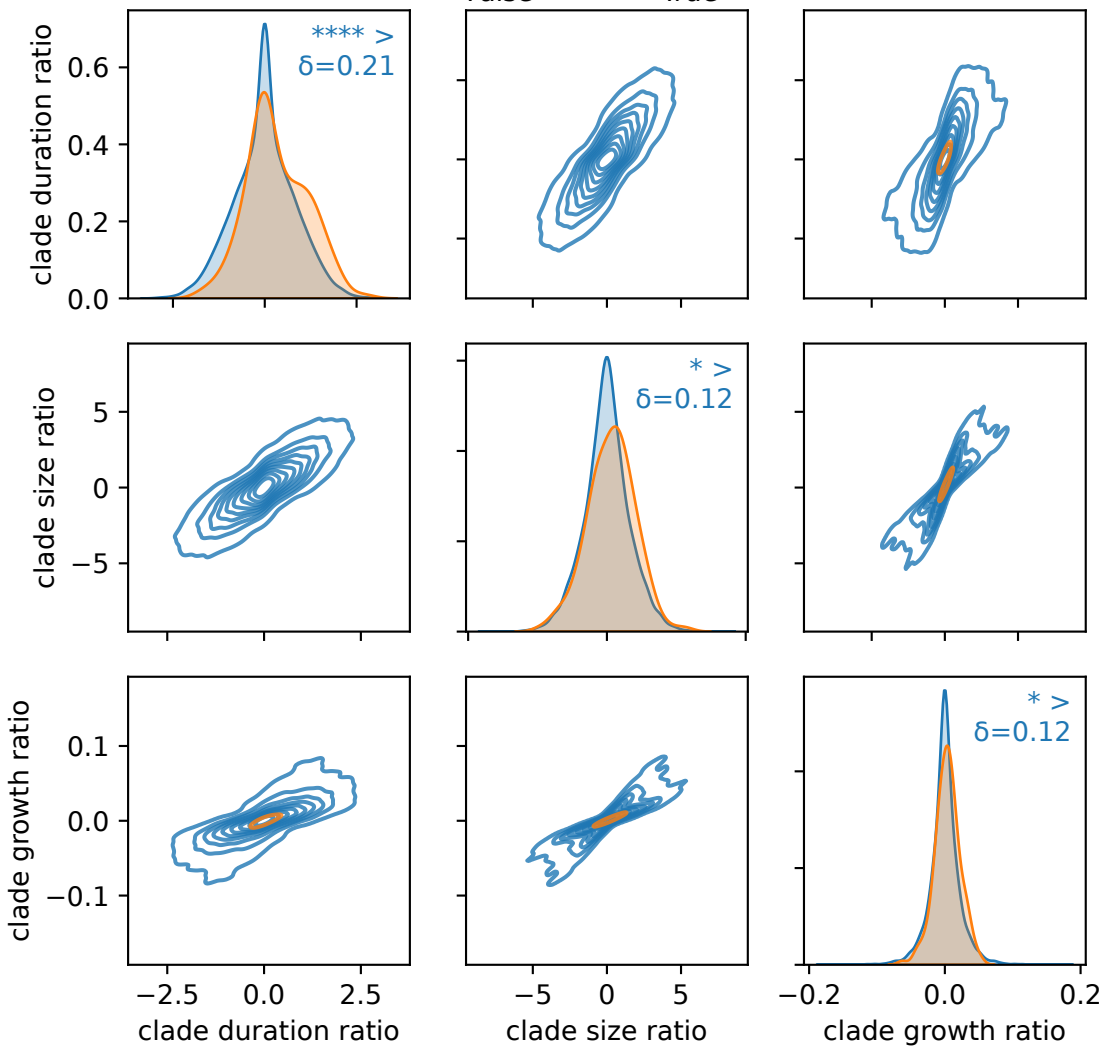 **** >
δ=0.21
clade duration ratio
0.6
0.4
0.2
0.0
* >
δ=0.12
clade size ratio
5
0
−5
* >
δ=0.12
clade growth ratio
0.1
0.0
−0.1
−2.5 0.0 2.5
−5 0 5
−0.2 0.0 0.2
clade duration ratio
clade size ratio
clade growth ratio